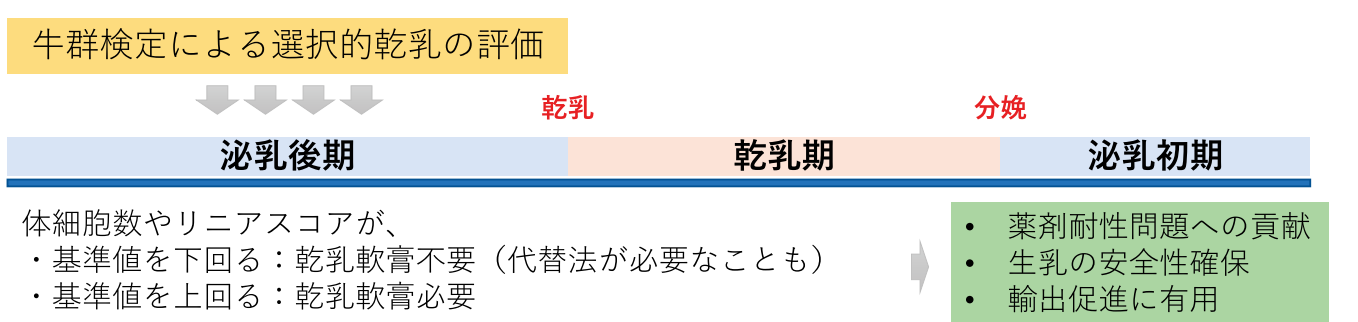 牛群検定による選択的乾乳の評価
乾乳
分娩
泌乳後期
乾乳期
泌乳初期
体細胞数やリニアスコアが、
・基準値を下回る：乾乳軟膏不要（代替法が必要なことも）
・基準値を上回る：乾乳軟膏必要
• 薬剤耐性問題への貢献
• 生乳の安全性確保
• 輸出促進に有用